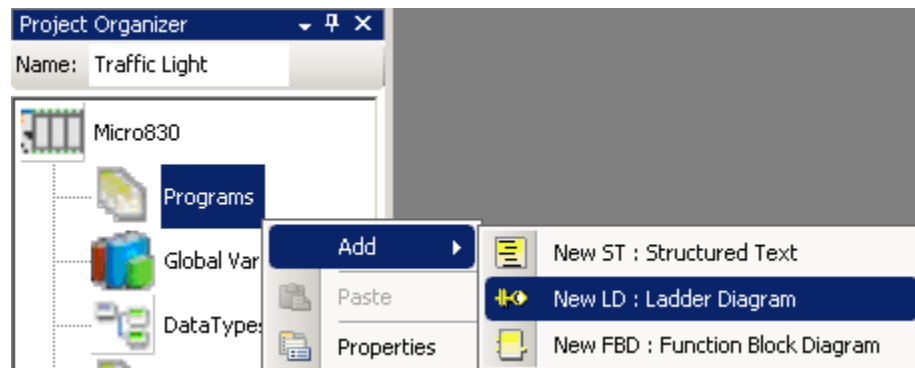 Project Organizer
Name: Traffic Light
Micro830
Programs
Global Var
DataTypes
Add
Paste
Properties
New ST : Structured Text
New LD : Ladder Diagram
New FBD : Function Block Diagram